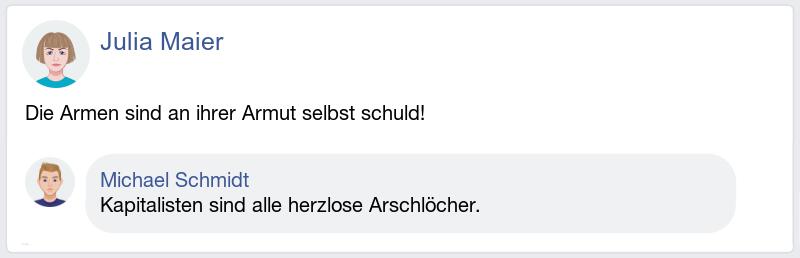 Julia Maier
Die Armen sind an ihrer Armut selbst schuld!
Michael Schmidt
Kapitalisten sind alle herzlose Arschlöcher.